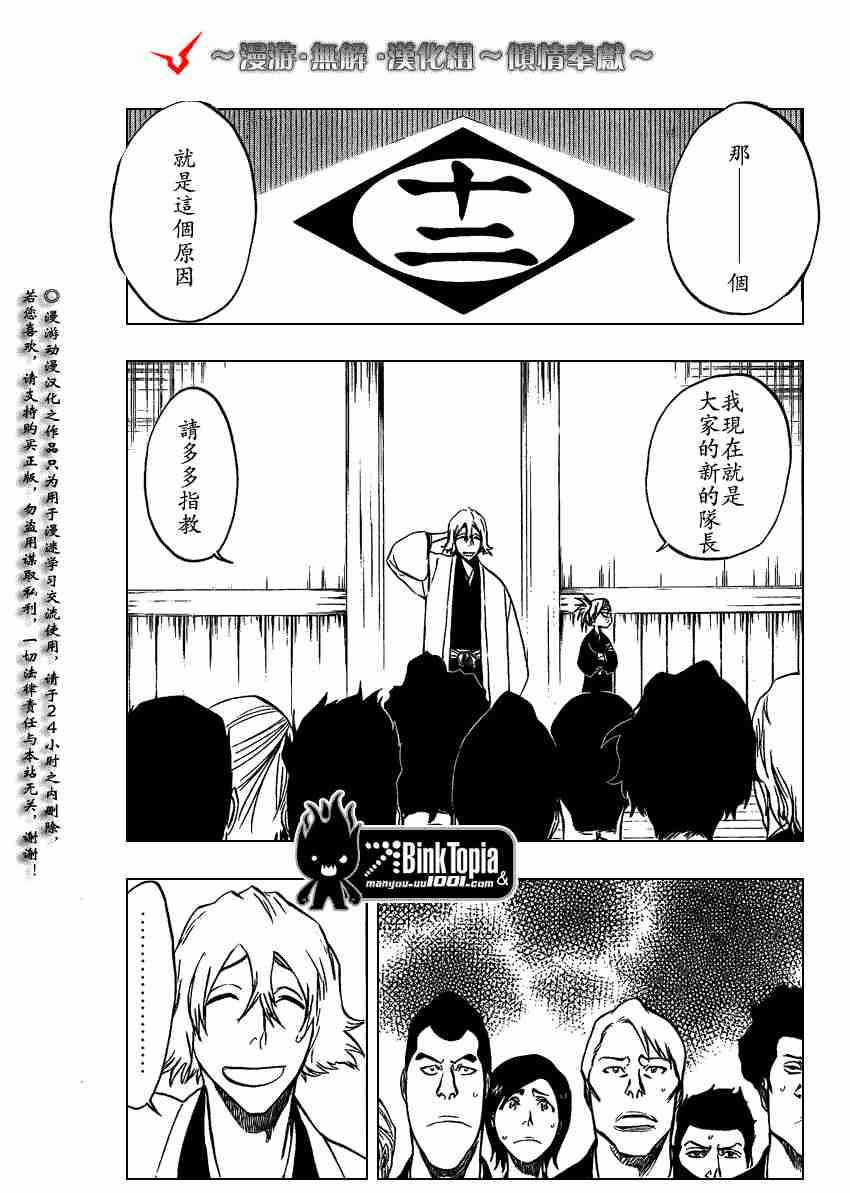 ～漫游·無解·漢化組～傾情奉獻～
那——個
就是這個原因
十二
我現在就是
大家的新的隊長
請多多指教
…………
◎漫游动漫汉化之作品只为用于漫迷学习交流使用，请于24小时之内删除，
若您喜欢，请支持购买正版，勿盗用谋取私利，一切法律责任与本站无关，谢谢！
BinkTopia
manyou.uu1001.com &